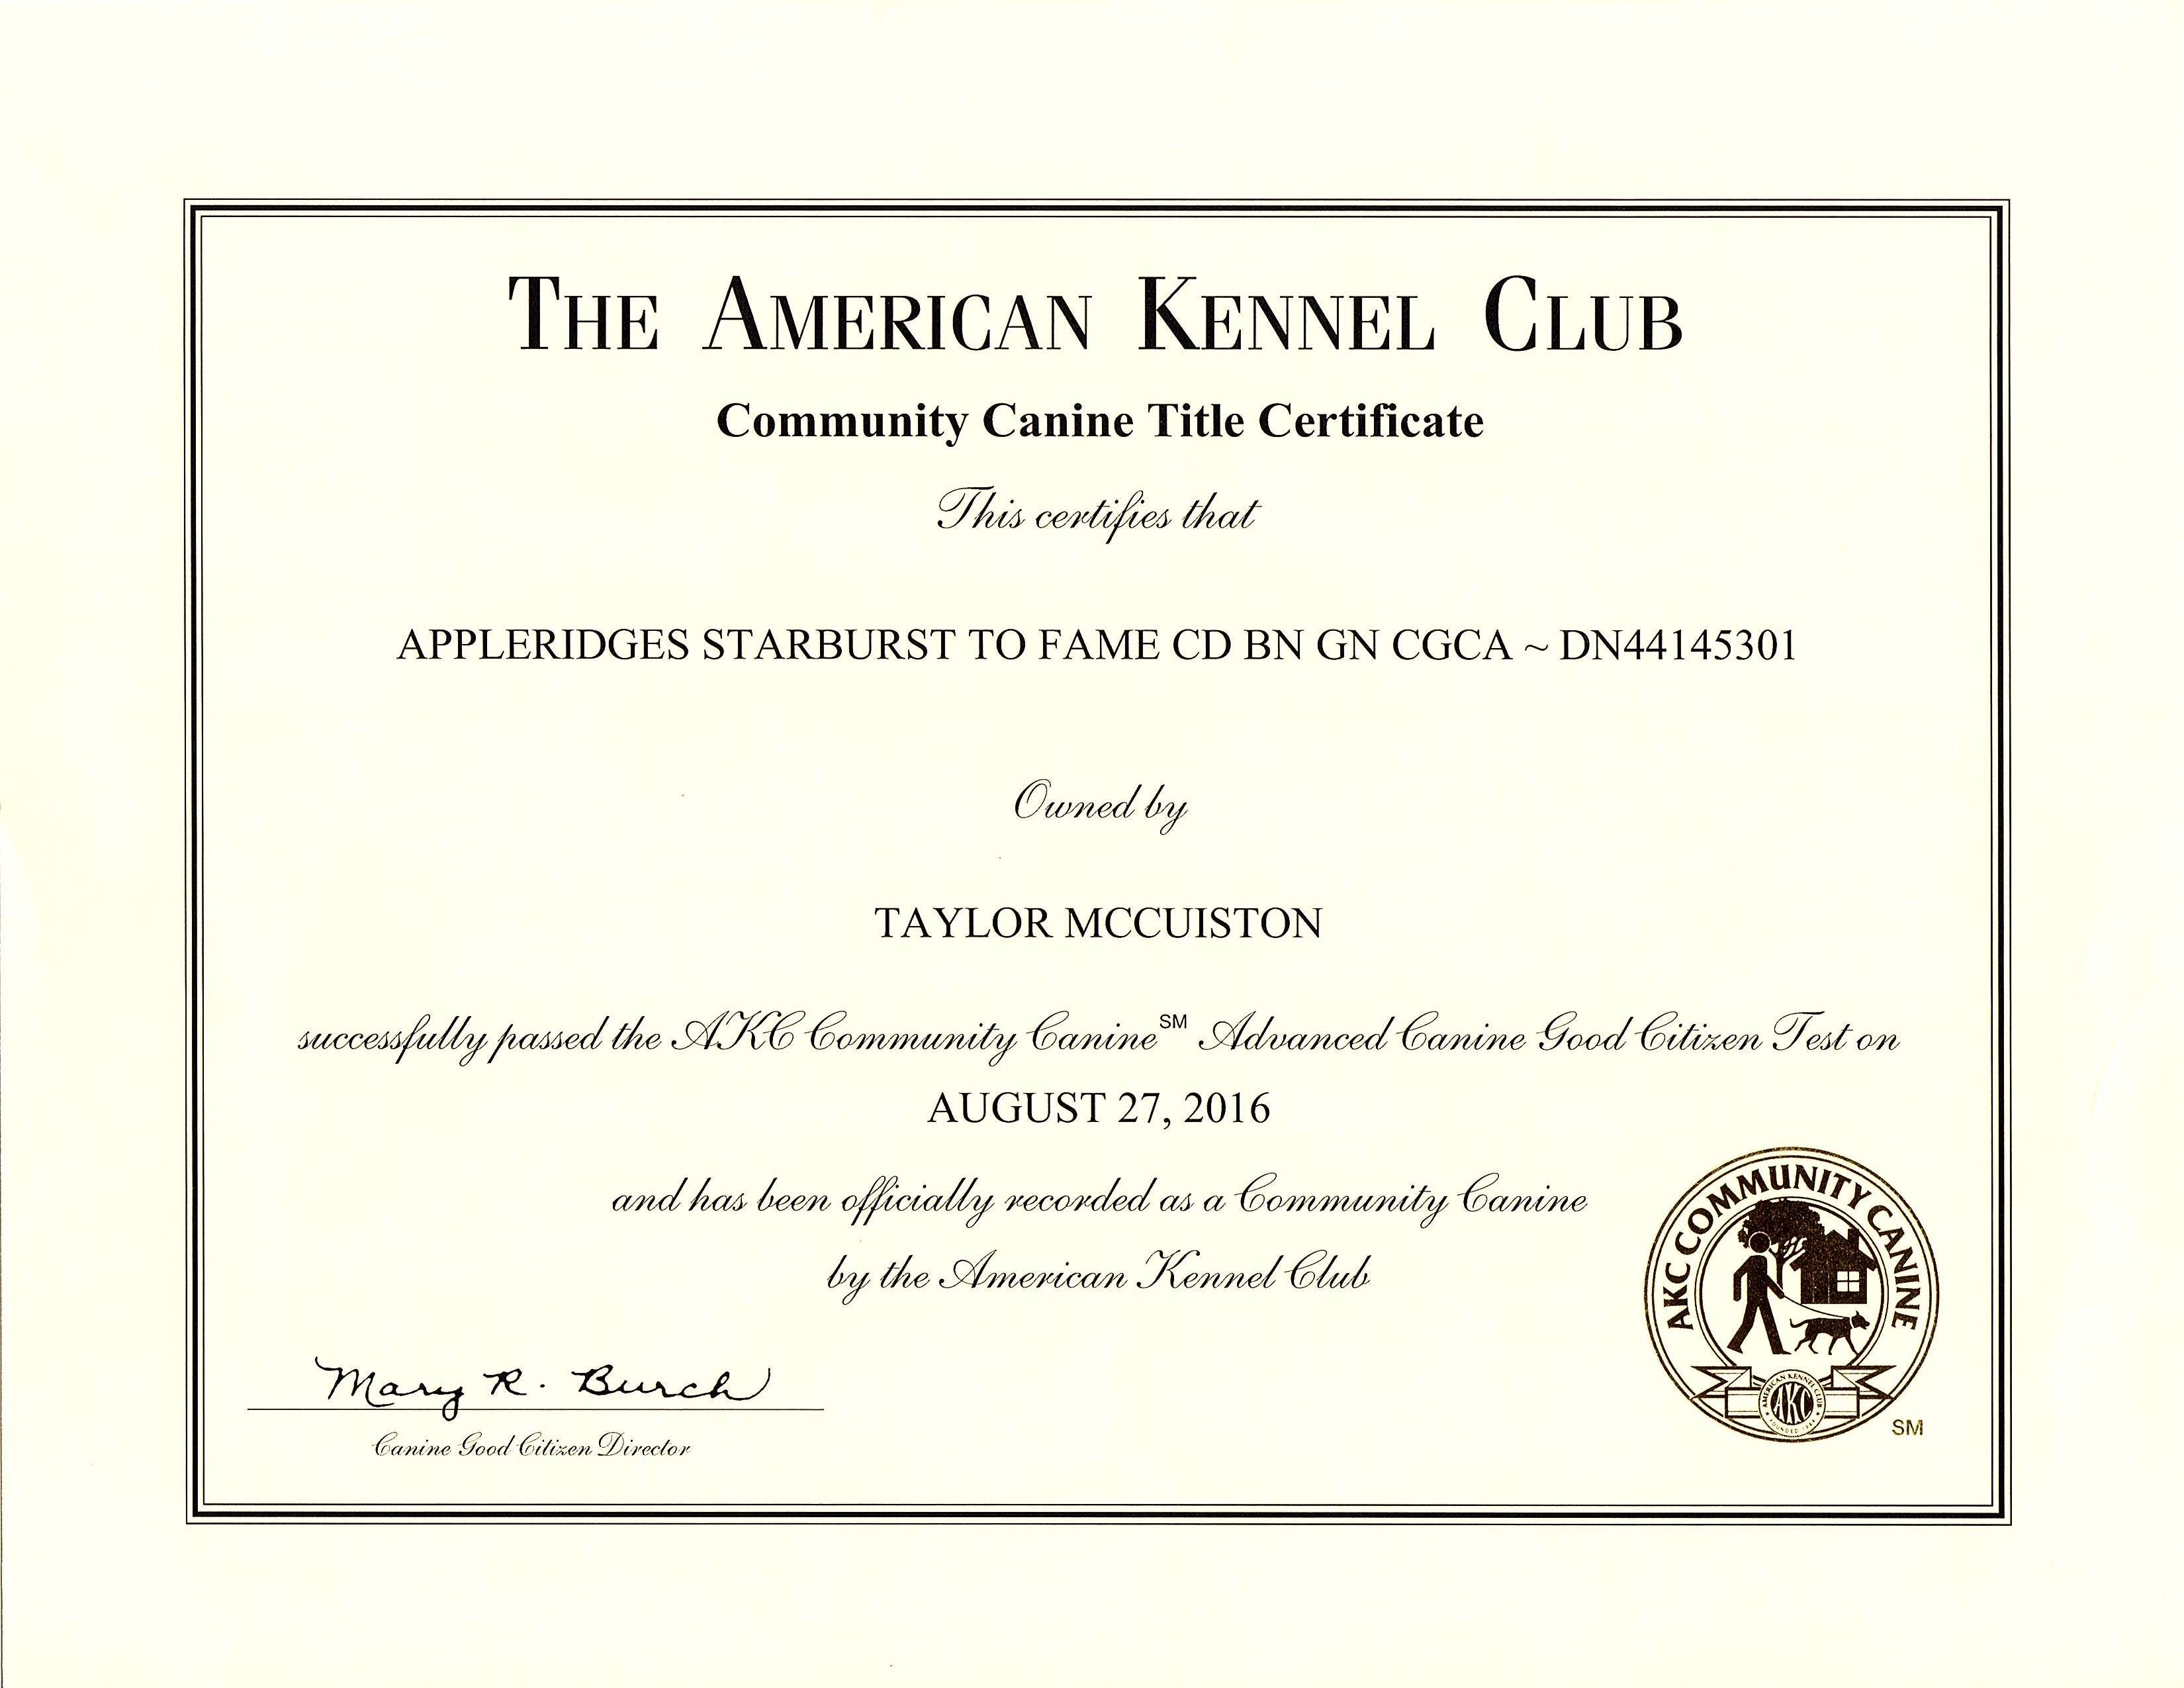 THE AMERICAN KENNEL CLUB
Community Canine Title Certificate
This certifies that
APPLERIDGES STARBURST TO FAME CD BN GN CGCA ~ DN44145301
Owned by
TAYLOR MCCUISTON
successfully passed the AKC Community Canine℠ Advanced Canine Good Citizen Test on
AUGUST 27, 2016
and has been officially recorded as a Community Canine
by the American Kennel Club
AKC COMMUNITY CANINE
AMERICAN KENNEL CLUB
AKC
FOUNDED 1884
SM
Mary R. Burch
Canine Good Citizen Director